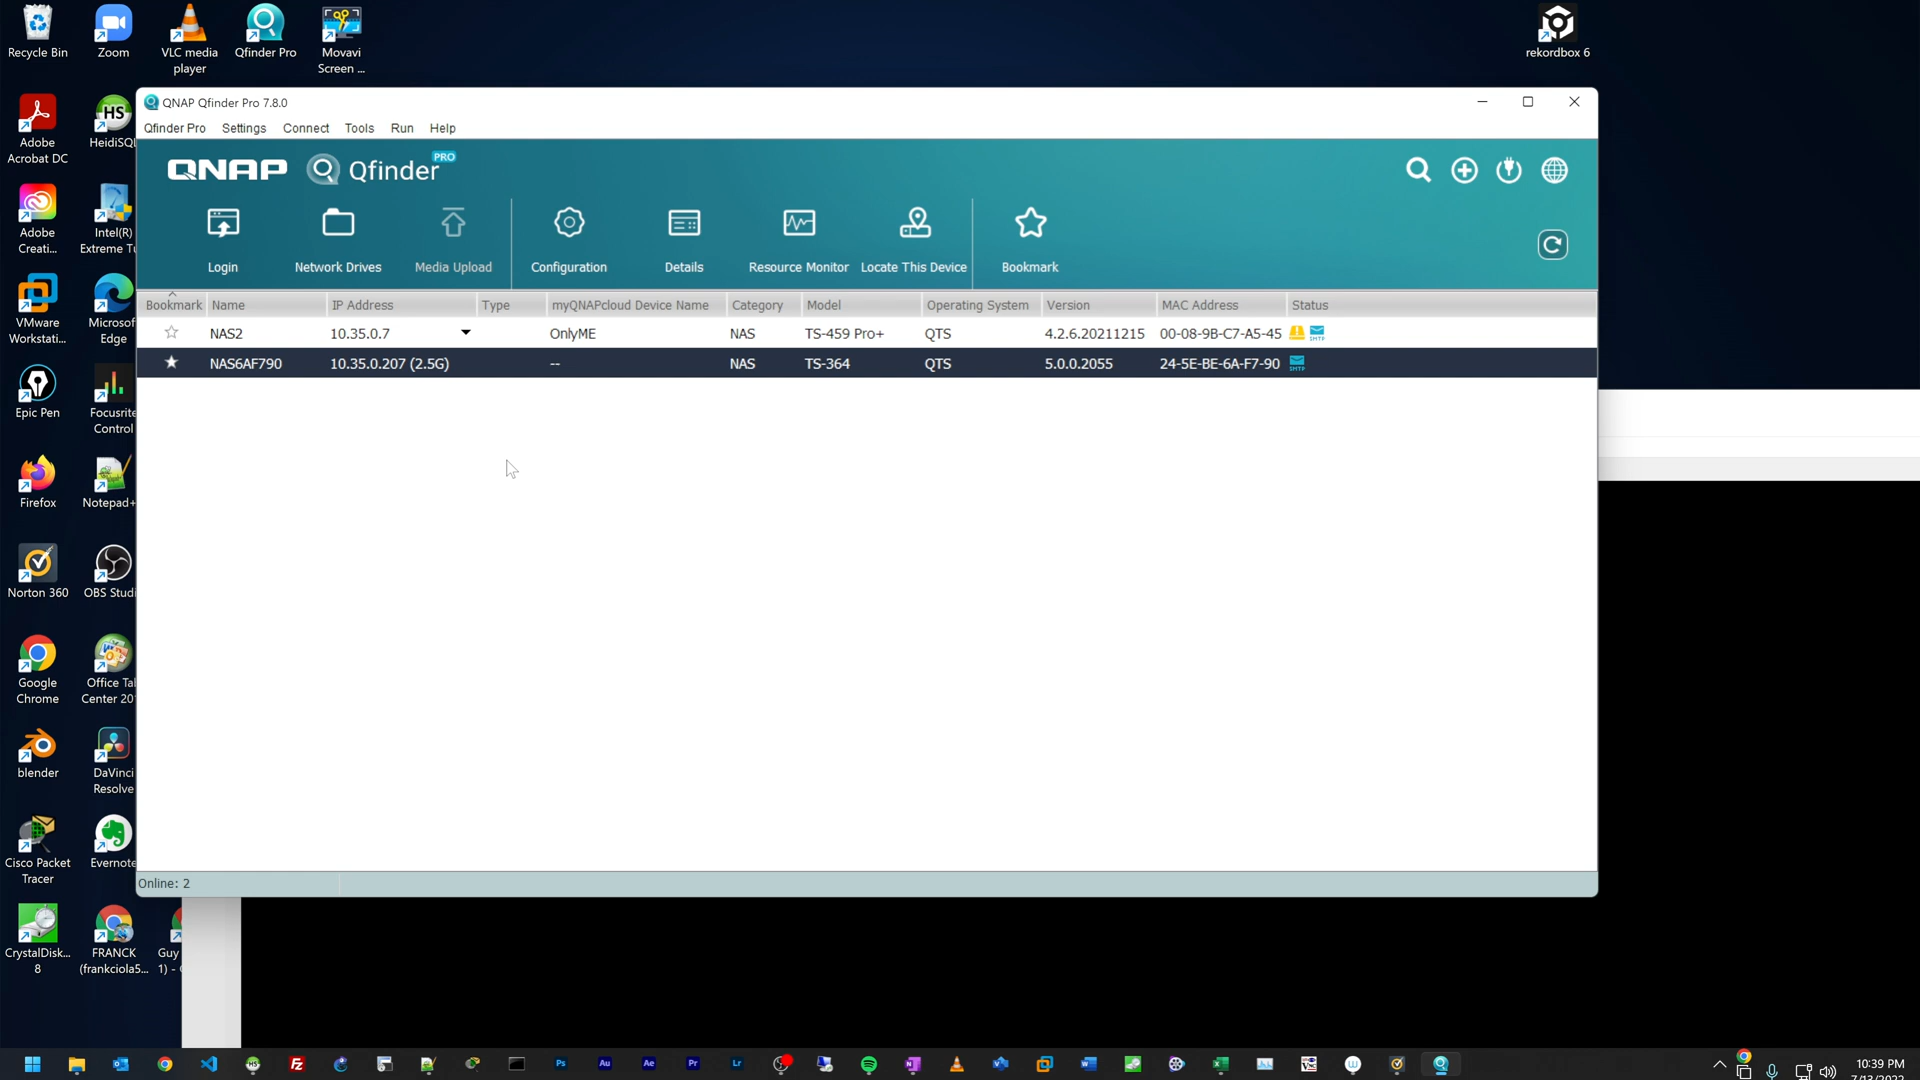 Recycle Bin
Zoom
VLC media
player
Qfinder Pro
Movavi
Screen ...
rekordbox 6
Adobe
Acrobat DC
HeidiSQL
Adobe
Creati...
Intel(R)
Extreme Tu
VMware
Workstati...
Microsof
Edge
Epic Pen
Focusrite
Control
Firefox
Notepad+
Norton 360
OBS Studi
Google
Chrome
Office Tab
Center 20
blender
DaVinci
Resolve
Cisco Packet
Tracer
Evernote
CrystalDisk...
8
FRANCK
(frankciola5...
Guy
1) -
QNAP Qfinder Pro 7.8.0
Qfinder Pro Settings Connect Tools Run Help
QNAP Qfinder PRO
Login Network Drives Media Upload Configuration Details Resource Monitor Locate This Device Bookmark
Bookmark Name IP Address Type myQNAPcloud Device Name Category Model Operating System Version MAC Address Status
NAS2 10.35.0.7 OnlyME NAS TS-459 Pro+ QTS 4.2.6.20211215 00-08-9B-C7-A5-45
NAS6AF790 10.35.0.207 (2.5G) -- NAS TS-364 QTS 5.0.0.2055 24-5E-BE-6A-F7-90
Online: 2
10:39 PM
7/13/2022